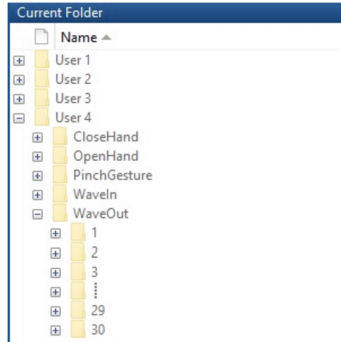 Current Folder
Name
User 1
User 2
User 3
User 4
CloseHand
OpenHand
PinchGesture
WaveIn
WaveOut
1
2
3
⋮
29
30